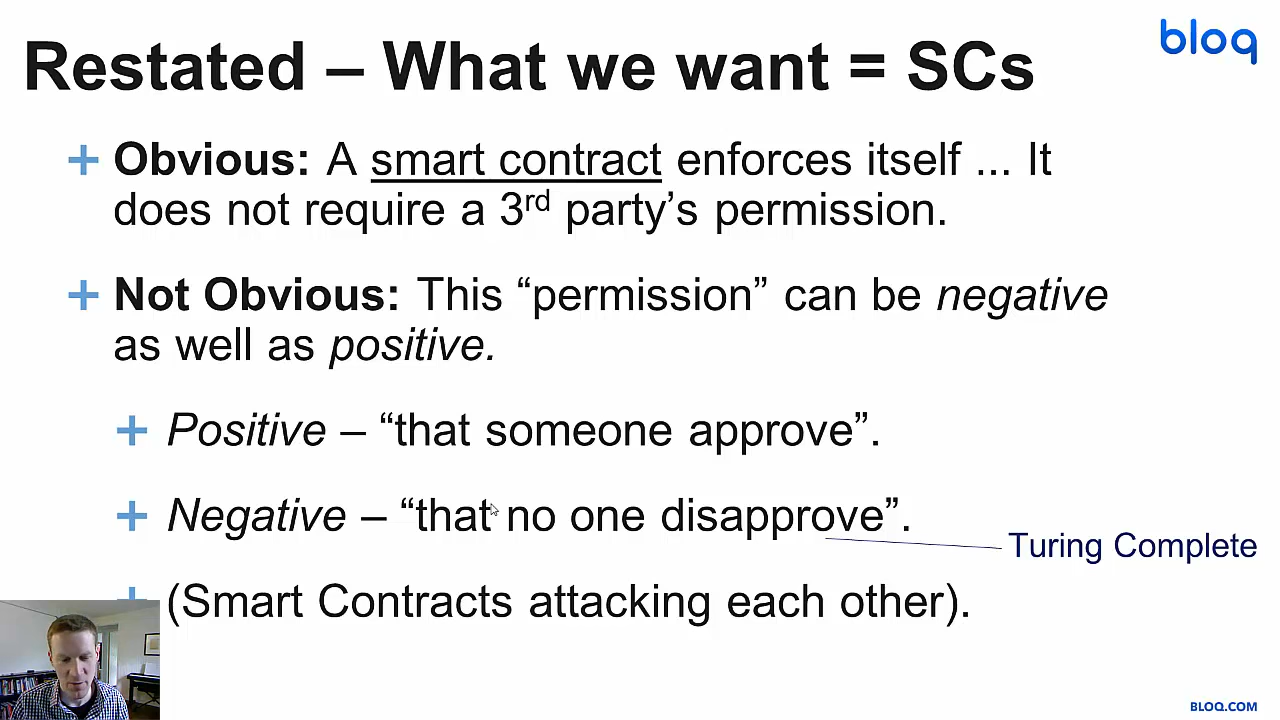 bloq
Restated – What we want = SCs
Obvious: A smart contract enforces itself ... It
does not require a 3rd party’s permission.
Not Obvious: This “permission” can be negative
as well as positive.
Positive – “that someone approve”.
Negative – “that no one disapprove”.
Turing Complete
(Smart Contracts attacking each other).
BLOQ.COM